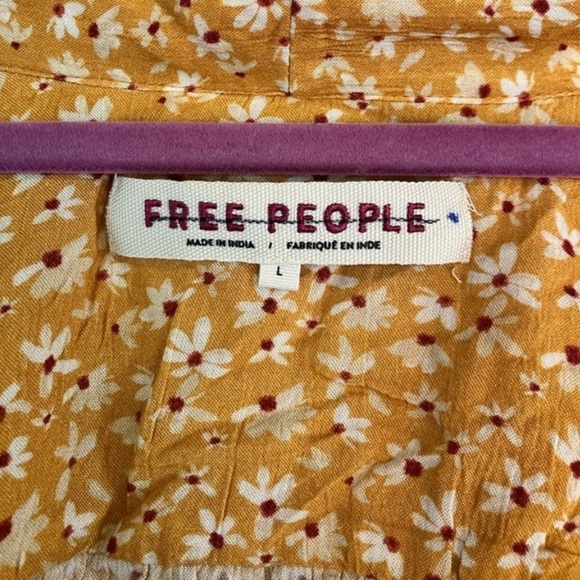 FREE PEOPLE
MADE IN INDIA / FABRIQUÉ EN INDE
L